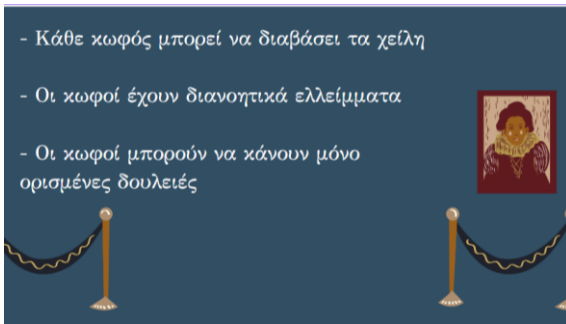 - Κάθε κωφός μπορεί να διαβάσει τα χείλη
- Οι κωφοί έχουν διανοητικά ελλείμματα
- Οι κωφοί μπορούν να κάνουν μόνο
ορισμένες δουλειές